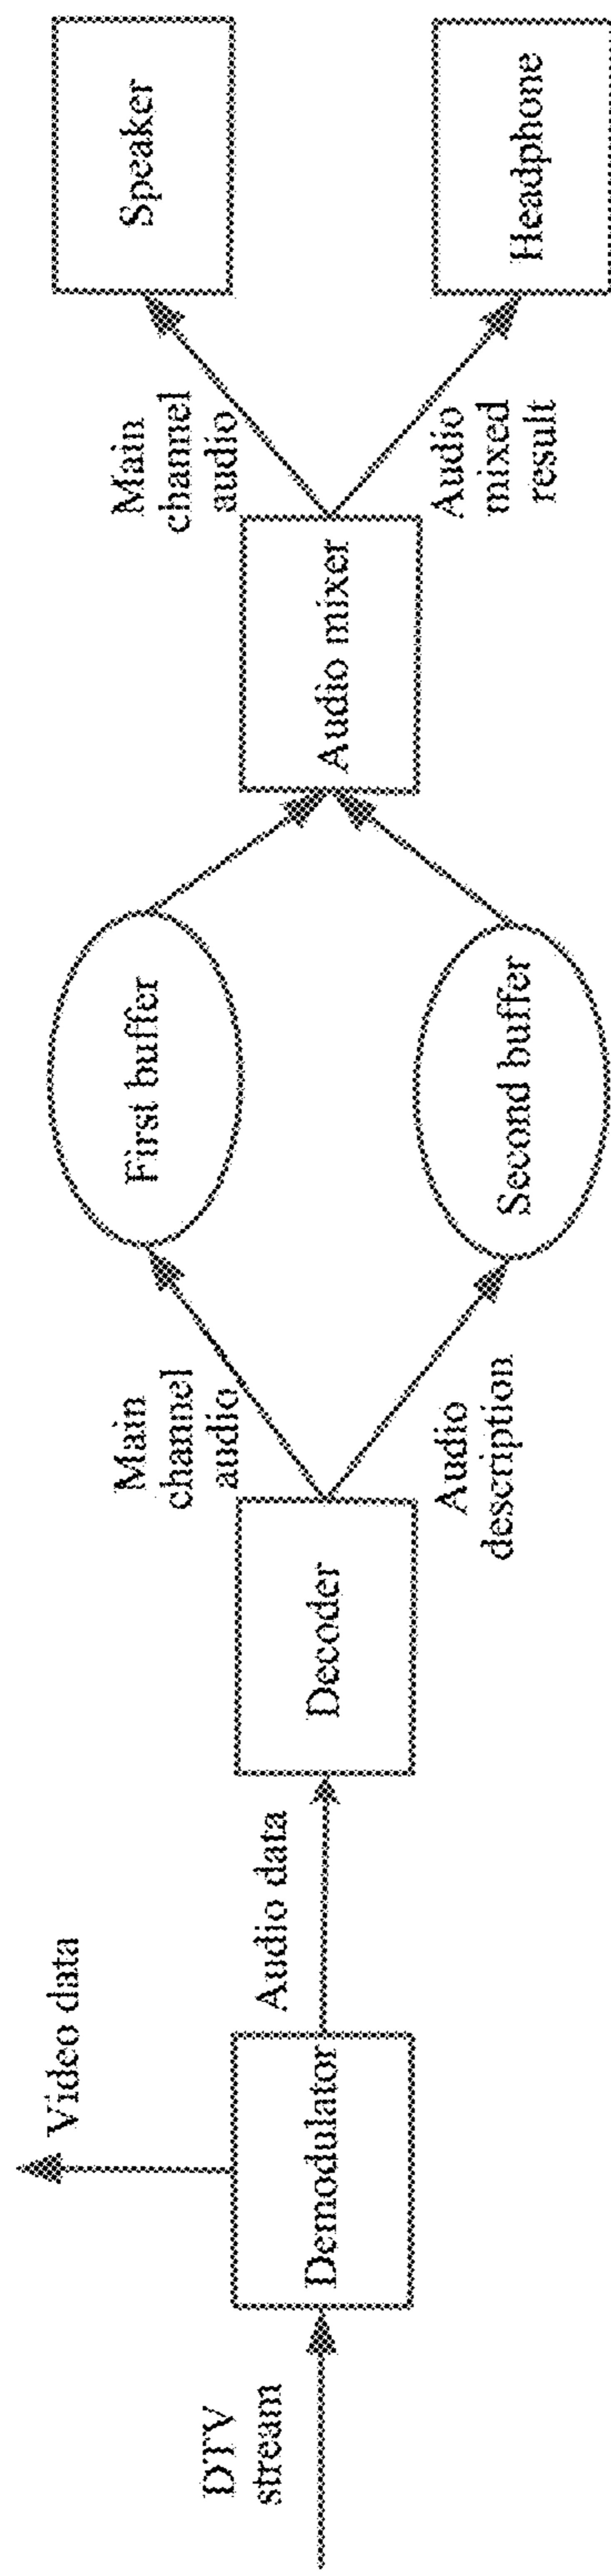 DTV
stream
Demodulator
Video data
Audio data
Decoder
Main
channel
audio
Audio
description
First buffer
Second buffer
Audio mixer
Main
channel
audio
Audio
mixed
result
Speaker
Headphone